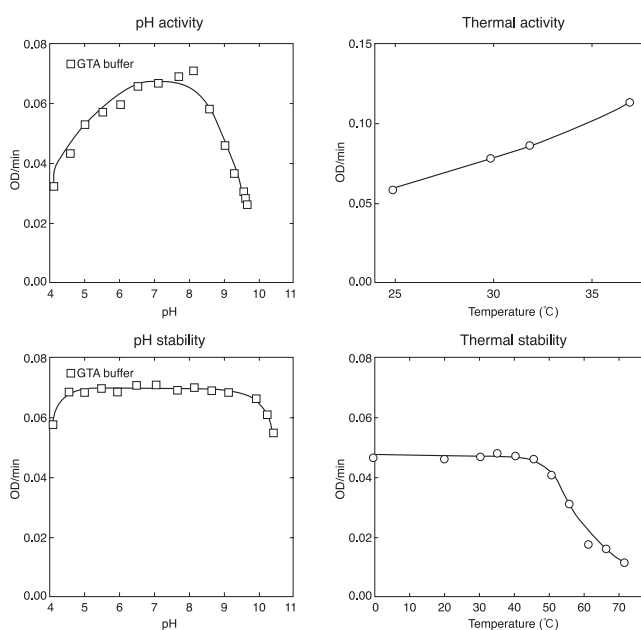 pH activity
0.08
GTA buffer
0.06
OD/min
0.04
0.02
0.00
4 5 6 7 8 9 10 11
pH
Thermal activity
0.15
0.10
OD/min
0.05
0.00
25 30 35
Temperature (℃)
pH stability
0.08
GTA buffer
0.06
OD/min
0.04
0.02
0.00
4 5 6 7 8 9 10 11
pH
Thermal stability
0.08
0.06
OD/min
0.04
0.02
0.00
0 10 20 30 40 50 60 70
Temperature (℃)